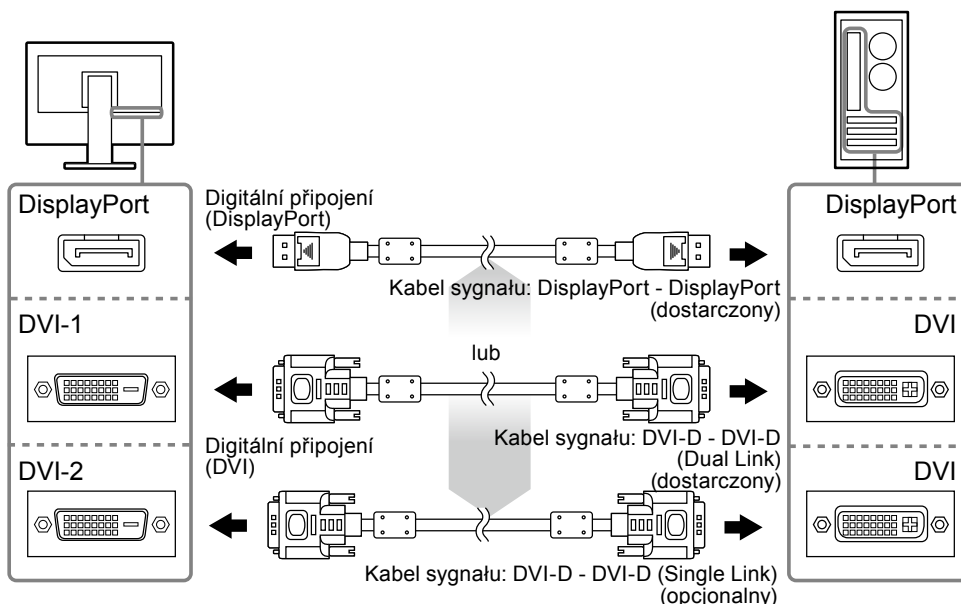 DisplayPort
Digitální připojení
(DisplayPort)
DisplayPort
Kabel sygnału: DisplayPort - DisplayPort
(dostarczony)
DVI-1
lub
DVI
Digitální připojení
(DVI)
Kabel sygnału: DVI-D - DVI-D
(Dual Link)
(dostarczony)
DVI-2
DVI
Kabel sygnału: DVI-D - DVI-D (Single Link)
(opcjonalny)